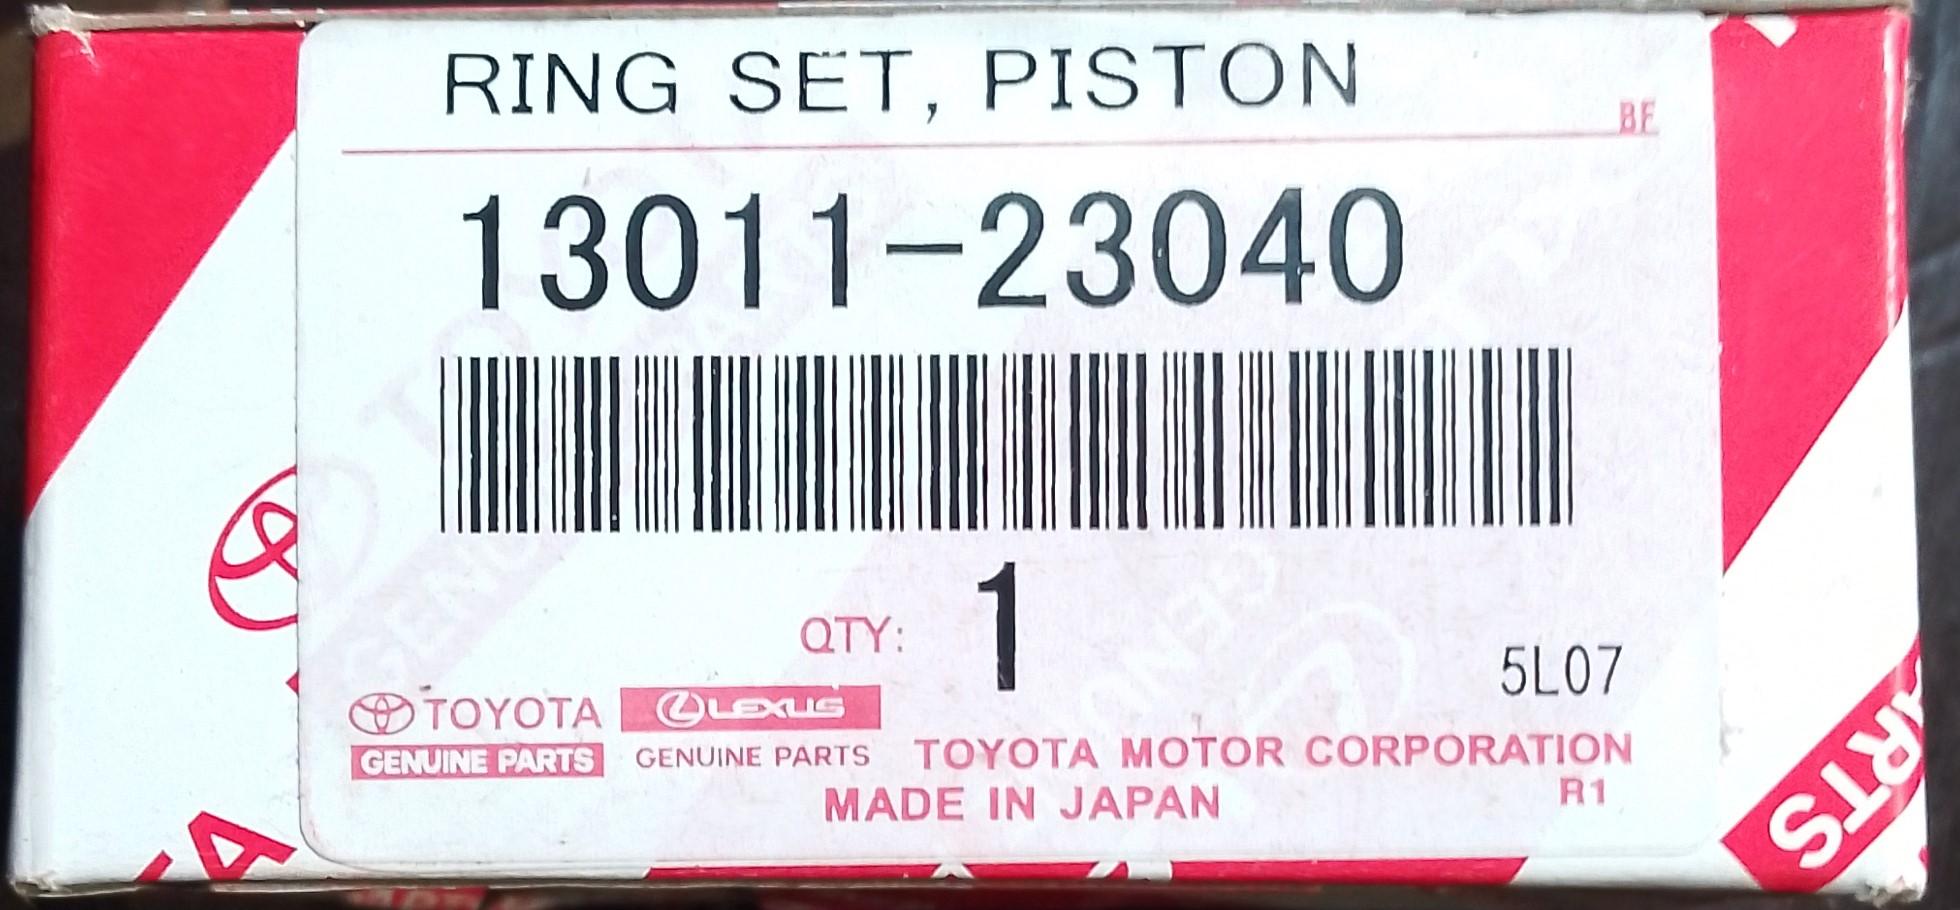 RING SET, PISTON
BF
13011-23040
QTY: 1
5L07
TOYOTA LEXUS
GENUINE PARTS GENUINE PARTS TOYOTA MOTOR CORPORATION
MADE IN JAPAN R1